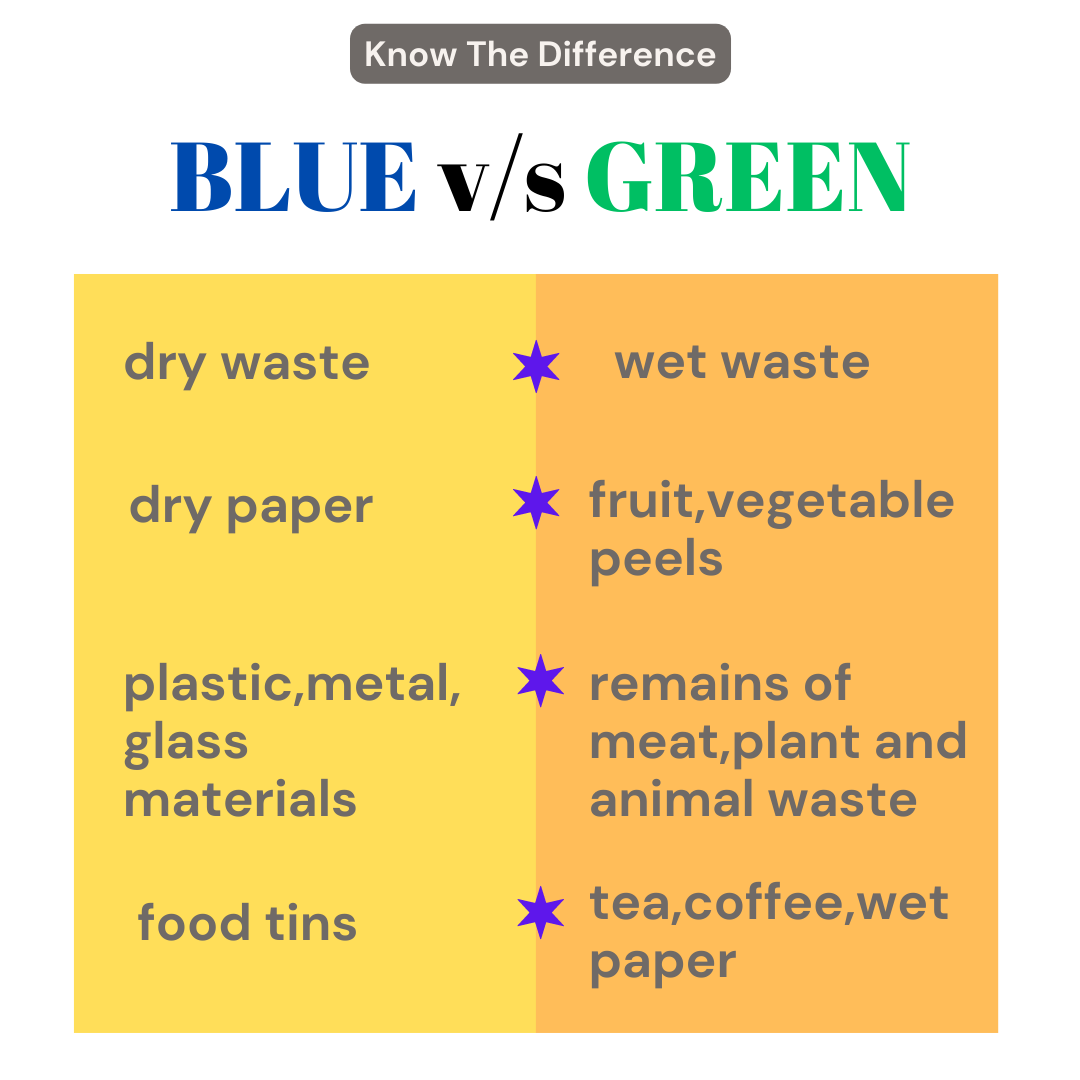 Know The Difference
BLUE v/s GREEN
dry waste
wet waste
dry paper
fruit,vegetable
peels
plastic,metal,
glass
materials
remains of
meat,plant and
animal waste
food tins
tea,coffee,wet
paper